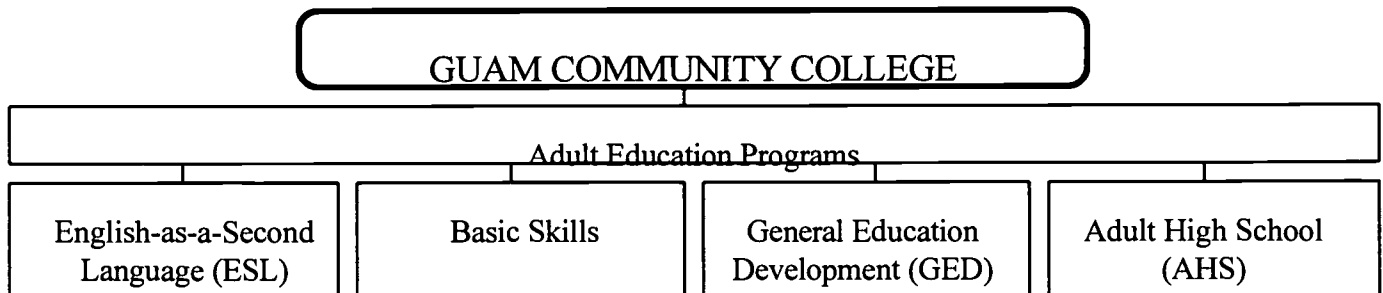 GUAM COMMUNITY COLLEGE
Adult Education Programs
English-as-a-Second
Language (ESL)
Basic Skills
General Education
Development (GED)
Adult High School
(AHS)